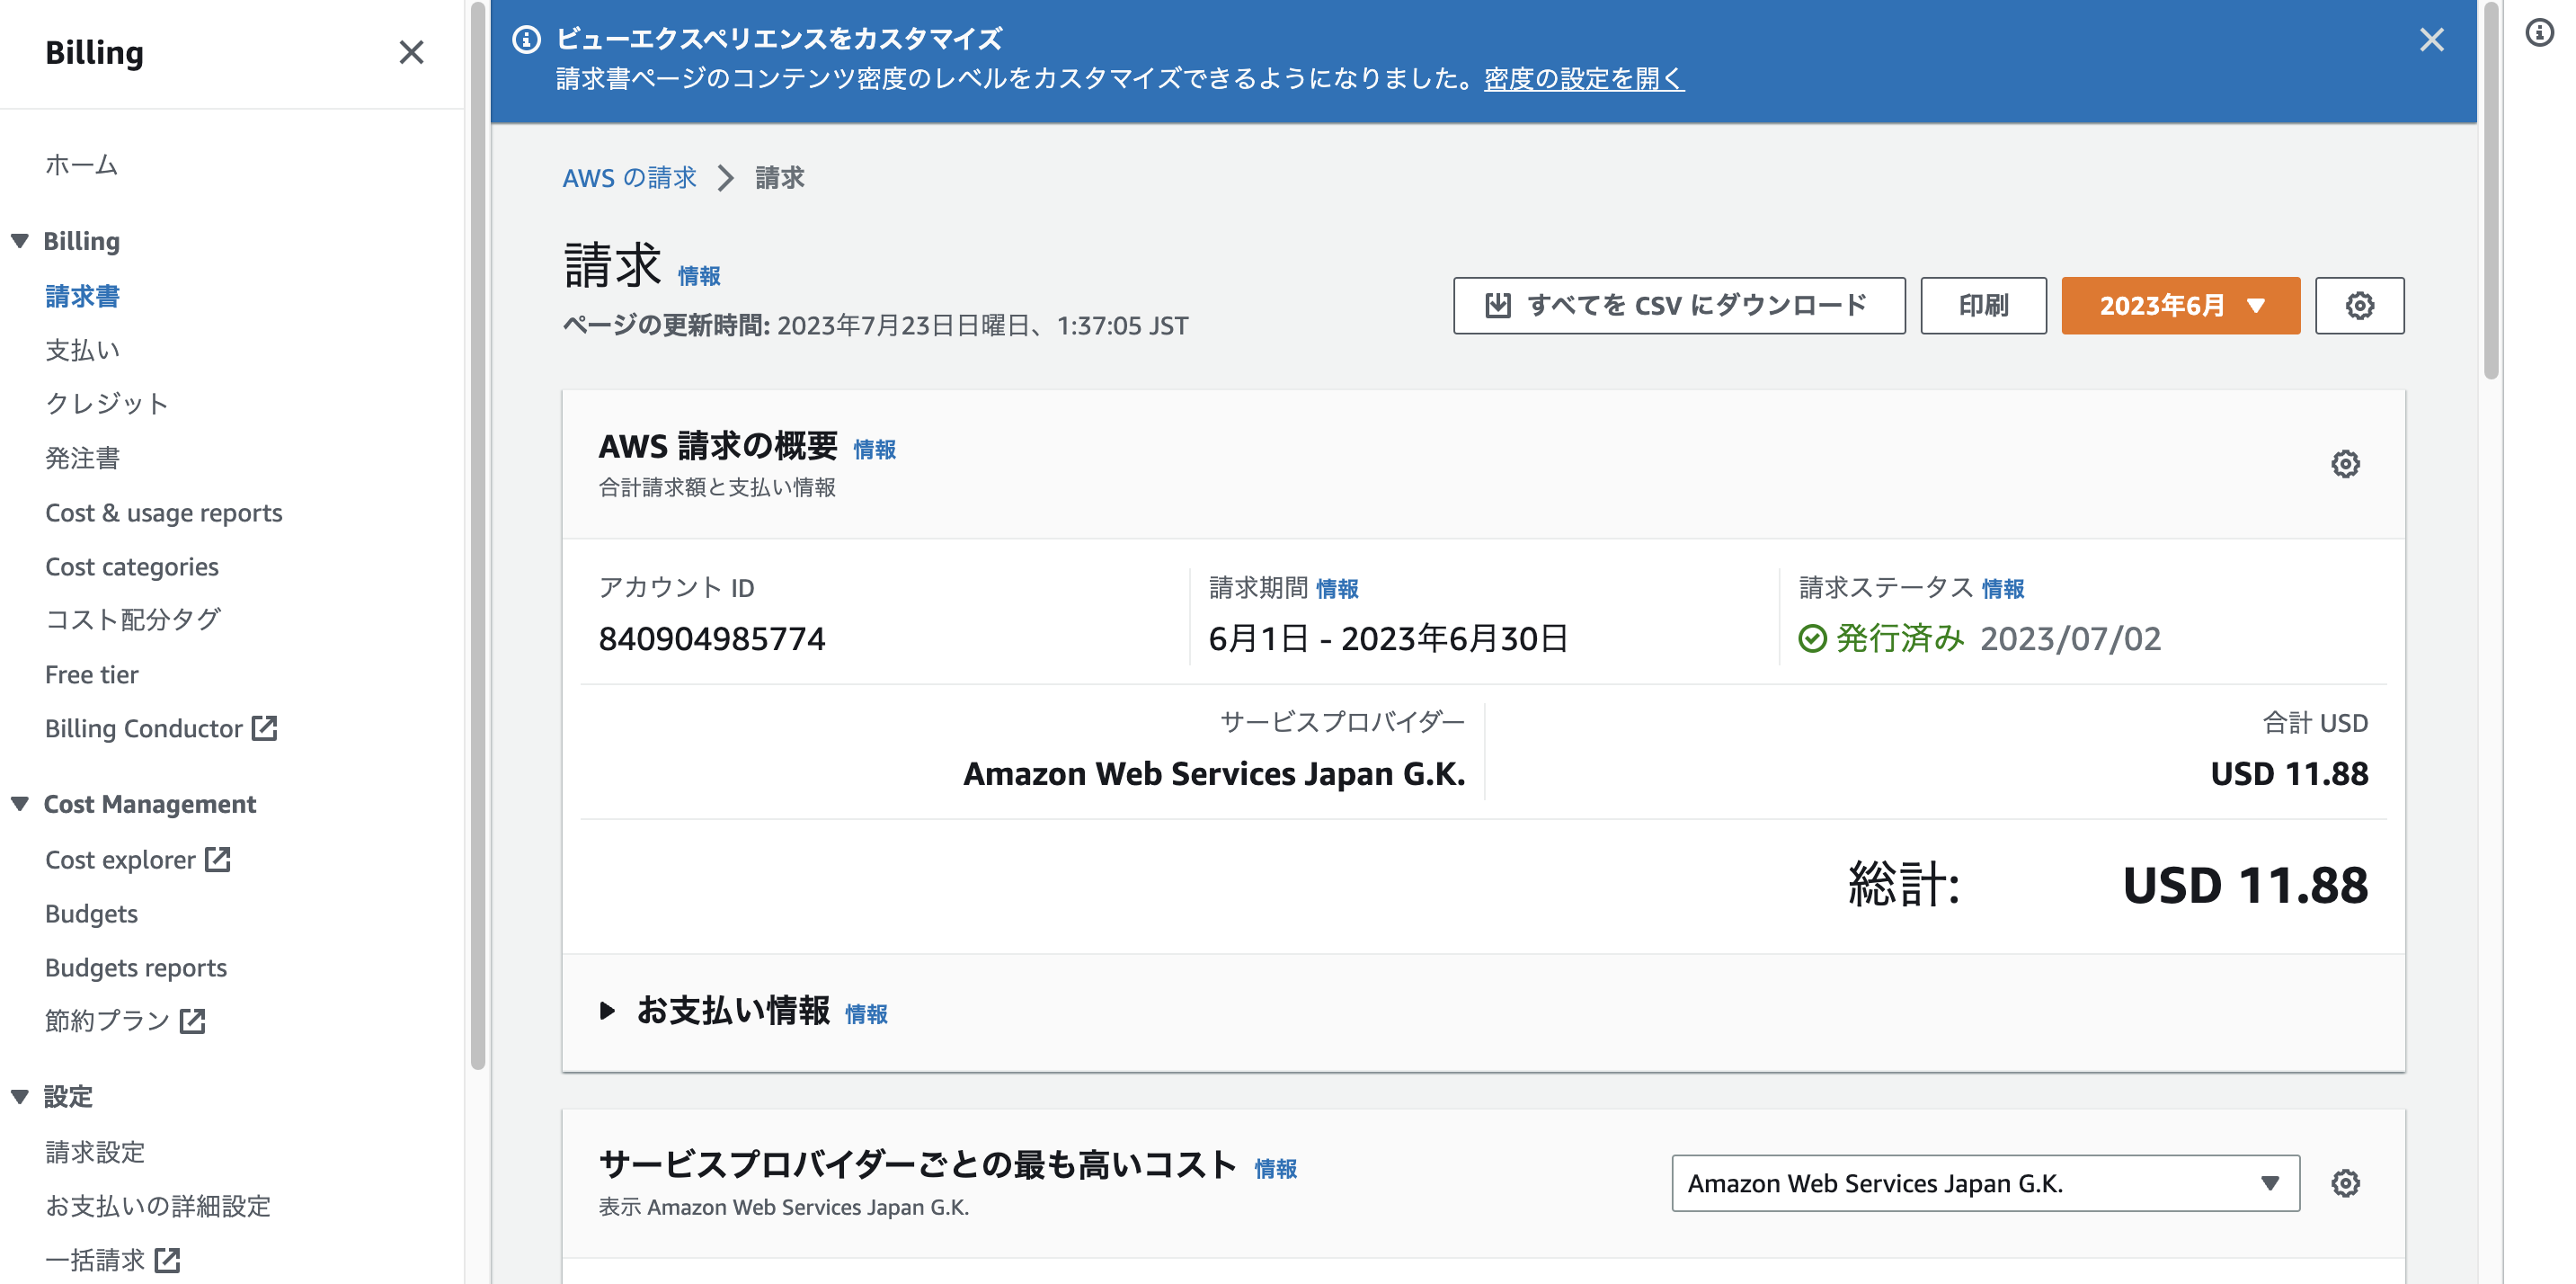 Billing
ホーム
Billing
請求書
支払い
クレジット
発注書
Cost & usage reports
Cost categories
コスト配分タグ
Free tier
Billing Conductor
Cost Management
Cost explorer
Budgets
Budgets reports
節約プラン
設定
請求設定
お支払いの詳細設定
一括請求
ビューエクスペリエンスをカスタマイズ
請求書ページのコンテンツ密度のレベルをカスタマイズできるようになりました。密度の設定を開く
AWS の請求 請求
請求 情報
ページの更新時間: 2023年7月23日日曜日、1:37:05 JST
すべてを CSV にダウンロード 印刷 2023年6月
AWS 請求の概要 情報
合計請求額と支払い情報
アカウント ID
840904985774
請求期間 情報
6月1日 - 2023年6月30日
請求ステータス 情報
発行済み 2023/07/02
サービスプロバイダー
Amazon Web Services Japan G.K.
合計 USD
USD 11.88
総計: USD 11.88
お支払い情報 情報
サービスプロバイダーごとの最も高いコスト 情報
表示 Amazon Web Services Japan G.K.
Amazon Web Services Japan G.K.